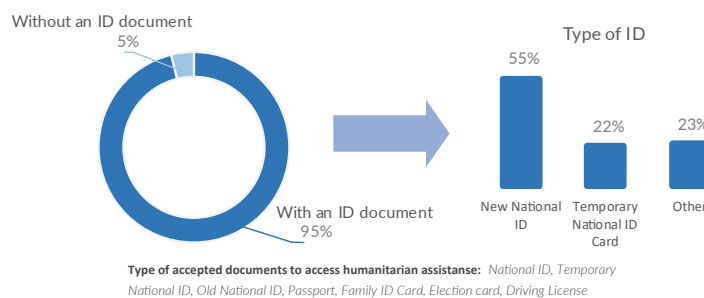 Without an ID document
5%
With an ID document
95%
Type of ID
55%
22%
23%
New National
ID
Temporary
National ID
Card
Other
Type of accepted documents to access humanitarian assistanse: National ID, Temporary
National ID, Old National ID, Passport, Family ID Card, Election card, Driving License